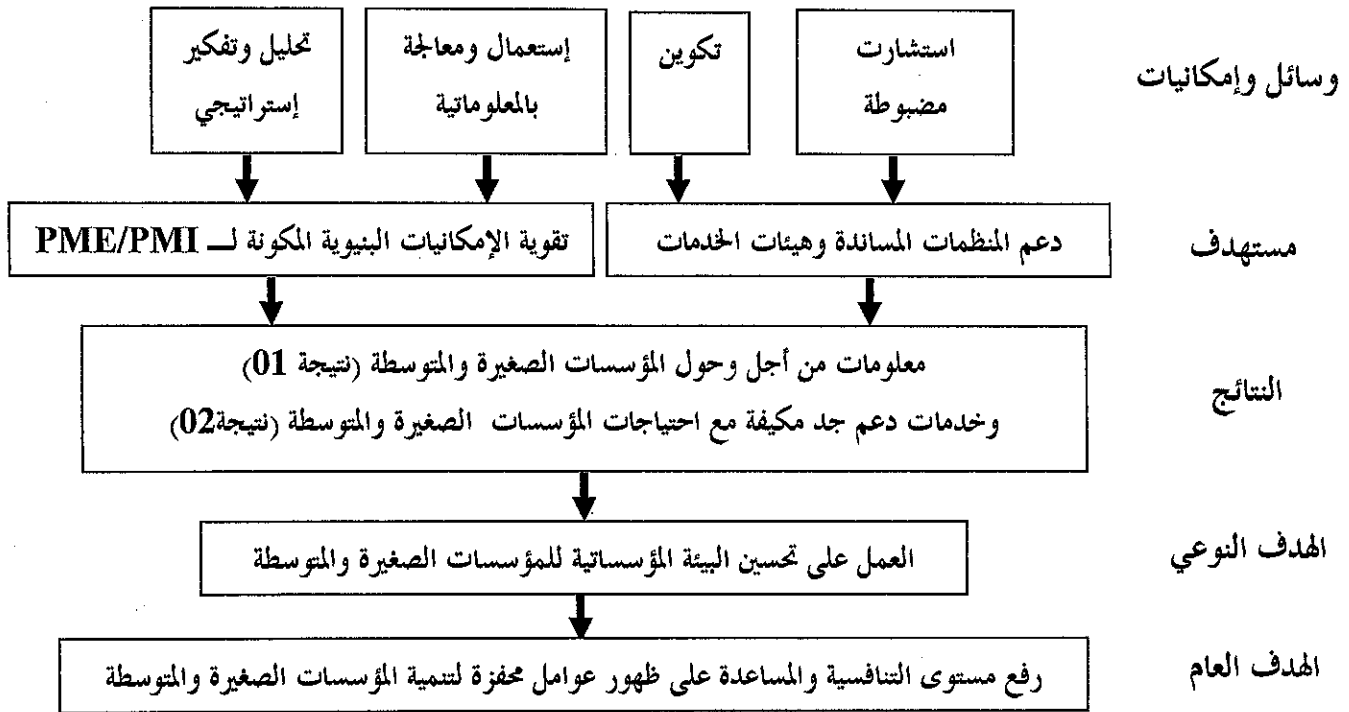 وسائل وإمكانيات
استشارت
مضبوطة
تكوين
إستعمال ومعالجة
بالمعلوماتية
تحليل وتفكير
إستراتيجي
مستهدف
دعم المنظمات المساندة وهيئات الخدمات
تقوية الإمكانيات البنيوية المكونة لـــ PME/PMI
النتائج
معلومات من أجل وحول المؤسسات الصغيرة والمتوسطة (نتيجة 01)
وخدمات دعم جد مكيفة مع احتياجات المؤسسات الصغيرة والمتوسطة (نتيجة02)
الهدف النوعي
العمل على تحسين البيئة المؤسساتية للمؤسسات الصغيرة والمتوسطة
الهدف العام
رفع مستوى التنافسية والمساعدة على ظهور عوامل محفزة لتنمية المؤسسات الصغيرة والمتوسطة